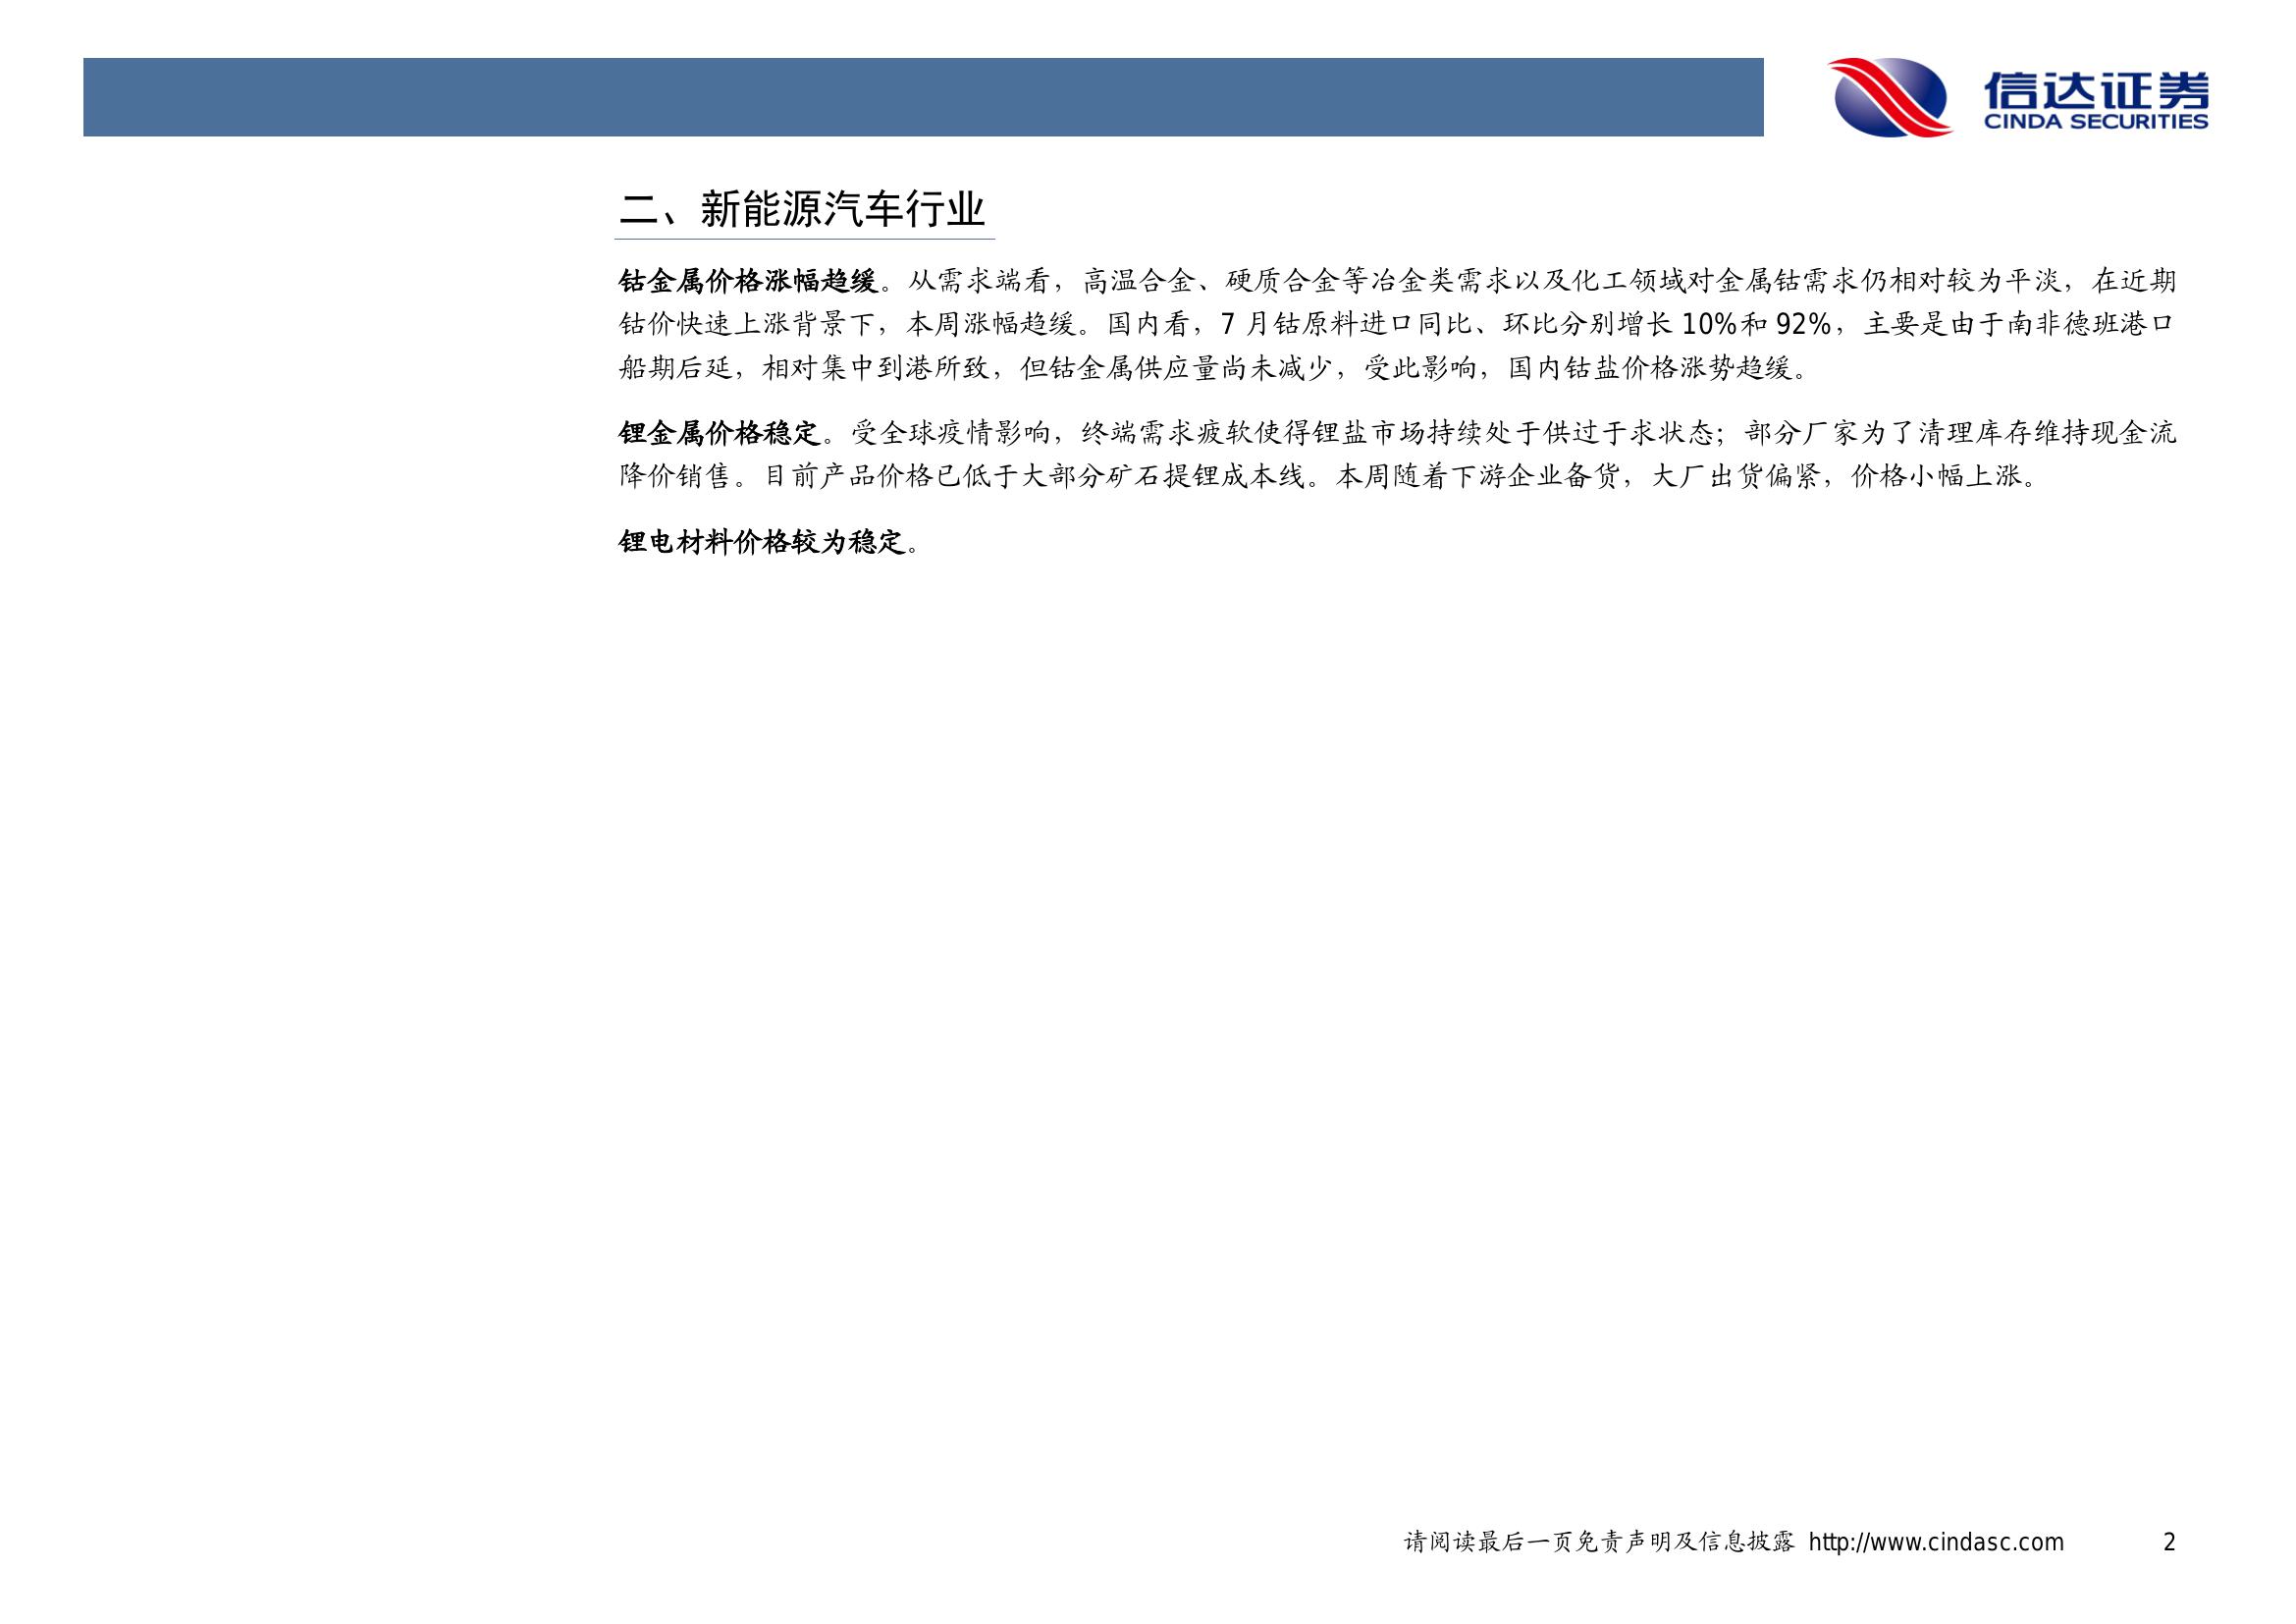 信达证券
CINDA SECURITIES
二、新能源汽车行业
钴金属价格涨幅趋缓。从需求端看，高温合金、硬质合金等冶金类需求以及化工领域对金属钴需求仍相对较为平淡，在近期
钴价快速上涨背景下，本周涨幅趋缓。国内看，7 月钴原料进口同比、环比分别增长 10%和 92%，主要是由于南非德班港口
船期后延，相对集中到港所致，但钴金属供应量尚未减少，受此影响，国内钴盐价格涨势趋缓。
锂金属价格稳定。受全球疫情影响，终端需求疲软使得锂盐市场持续处于供过于求状态；部分厂家为了清理库存维持现金流
降价销售。目前产品价格已低于大部分矿石提锂成本线。本周随着下游企业备货，大厂出货偏紧，价格小幅上涨。
锂电材料价格较为稳定。
请阅读最后一页免责声明及信息披露 http://www.cindasc.com 2